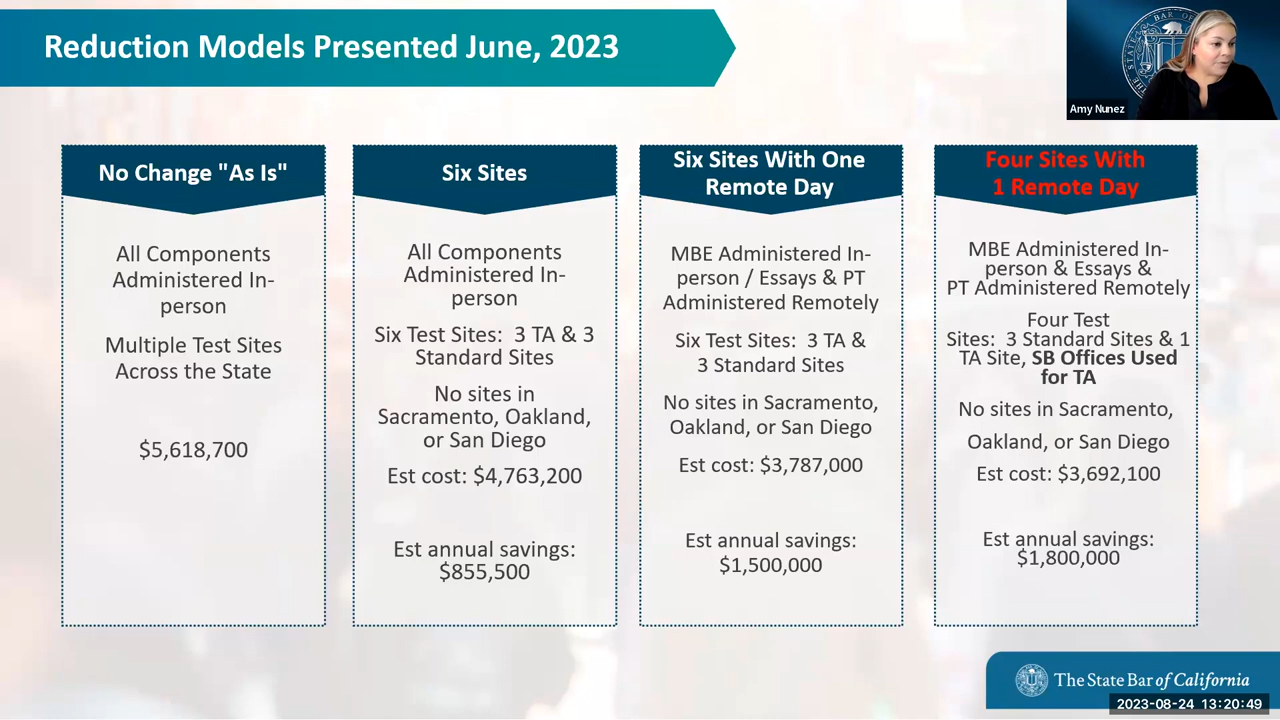 Reduction Models Presented June, 2023
Amy Nunez
No Change "As Is"
All Components
Administered In-
person
Multiple Test Sites
Across the State
$5,618,700
Six Sites
All Components
Administered In-
person
Six Test Sites: 3 TA & 3
Standard Sites
No sites in
Sacramento, Oakland,
or San Diego
Est cost: $4,763,200
Est annual savings:
$855,500
Six Sites With One
Remote Day
MBE Administered In-
person / Essays & PT
Administered Remotely
Six Test Sites: 3 TA &
3 Standard Sites
No sites in Sacramento,
Oakland, or San Diego
Est cost: $3,787,000
Est annual savings:
$1,500,000
Four Sites With
1 Remote Day
MBE Administered In-
person & Essays &
PT Administered Remotely
Four Test
Sites: 3 Standard Sites & 1
TA Site, SB Offices Used
for TA
No sites in Sacramento,
Oakland, or San Diego
Est cost: $3,692,100
Est annual savings:
$1,800,000
The State Bar of California
2023-08-24 13:20:49